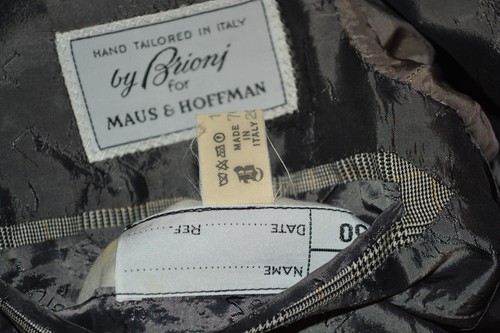 HAND TAILORED IN ITALY
by Brioni
for
MAUS & HOFFMAN
MADE
IN
ITALY
B
NAME
DATE
REF.